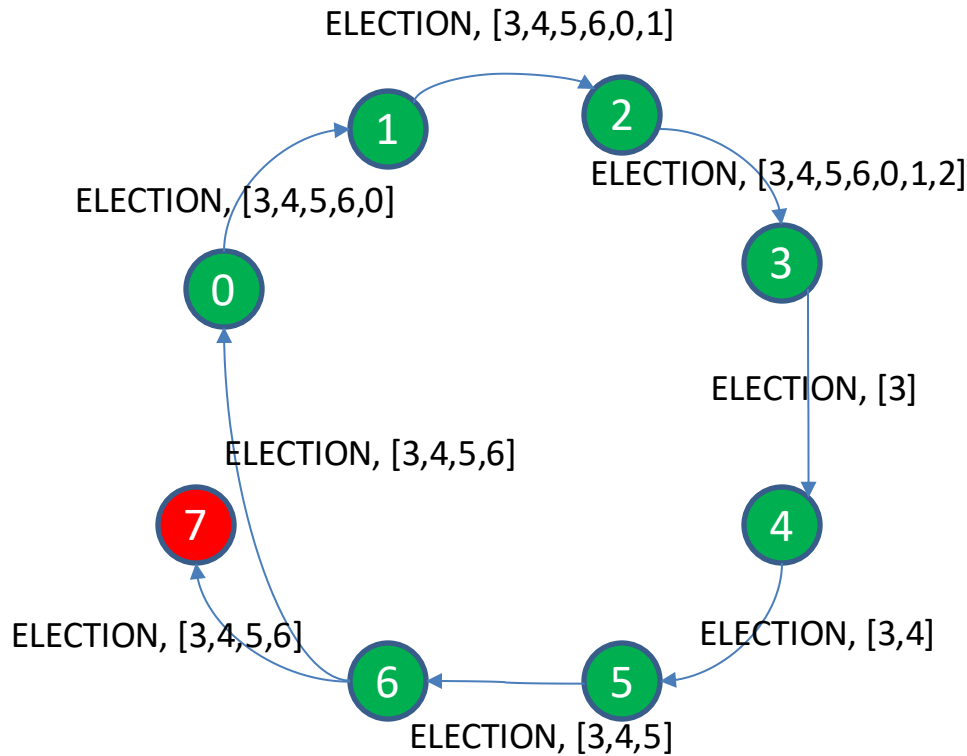 ELECTION, [3,4,5,6,0,1]
1
2
ELECTION, [3,4,5,6,0,1,2]
ELECTION, [3,4,5,6,0]
3
0
ELECTION, [3]
ELECTION, [3,4,5,6]
7
4
ELECTION, [3,4,5,6]
ELECTION, [3,4]
6
5
ELECTION, [3,4,5]